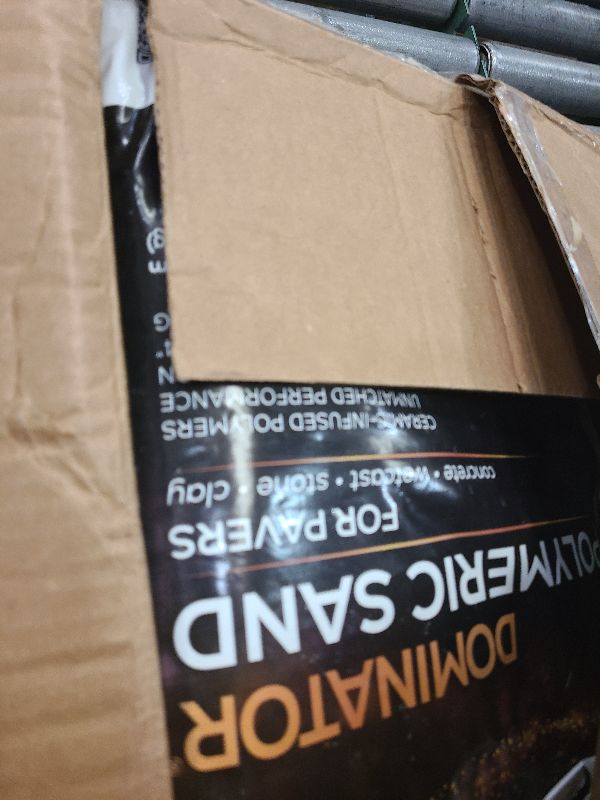 DOMINATOR
POLYMERIC SAND
FOR PAVERS
concrete • wetcast • stone • clay
CERAMIC-INFUSED POLYMERS
UNMATCHED PERFORMANCE